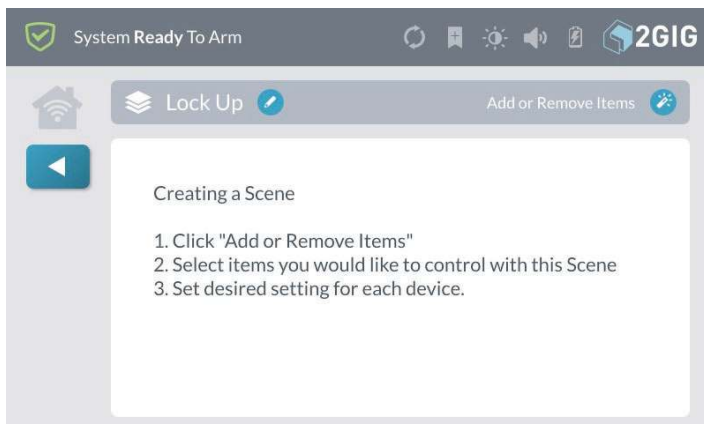 System Ready To Arm
2GIG
Lock Up
Add or Remove Items
Creating a Scene
1. Click "Add or Remove Items"
2. Select items you would like to control with this Scene
3. Set desired setting for each device.